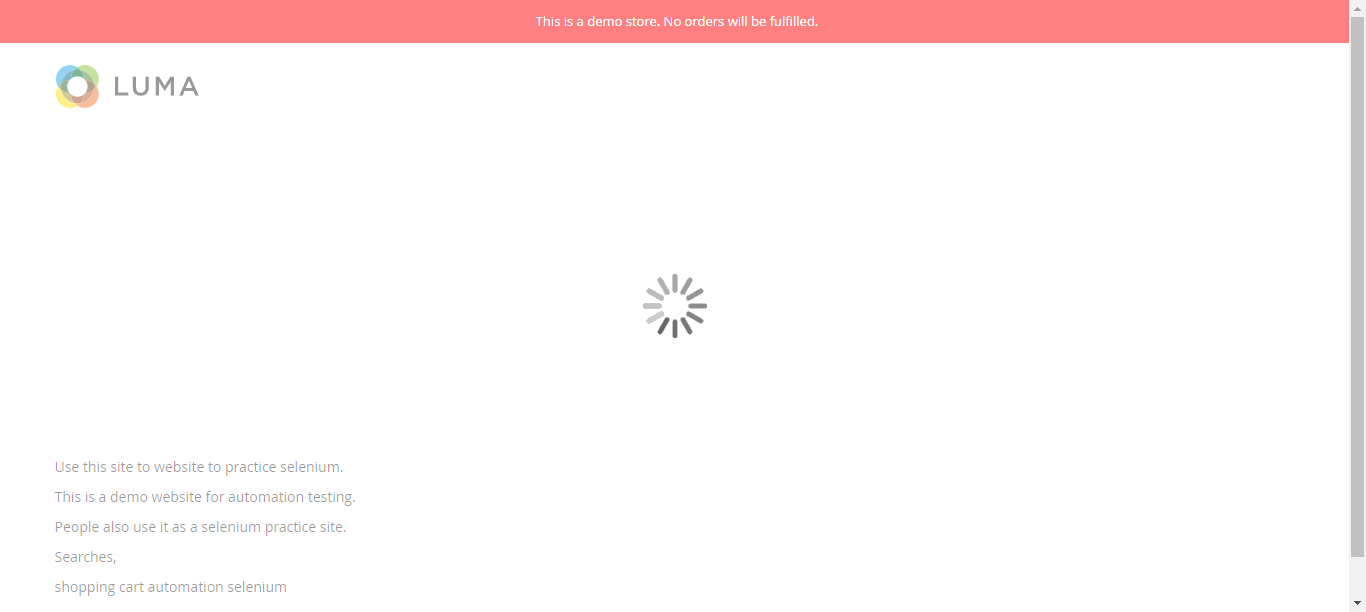 This is a demo store. No orders will be fulfilled.
LUMA
Use this site to website to practice selenium.
This is a demo website for automation testing.
People also use it as a selenium practice site.
Searches,
shopping cart automation selenium